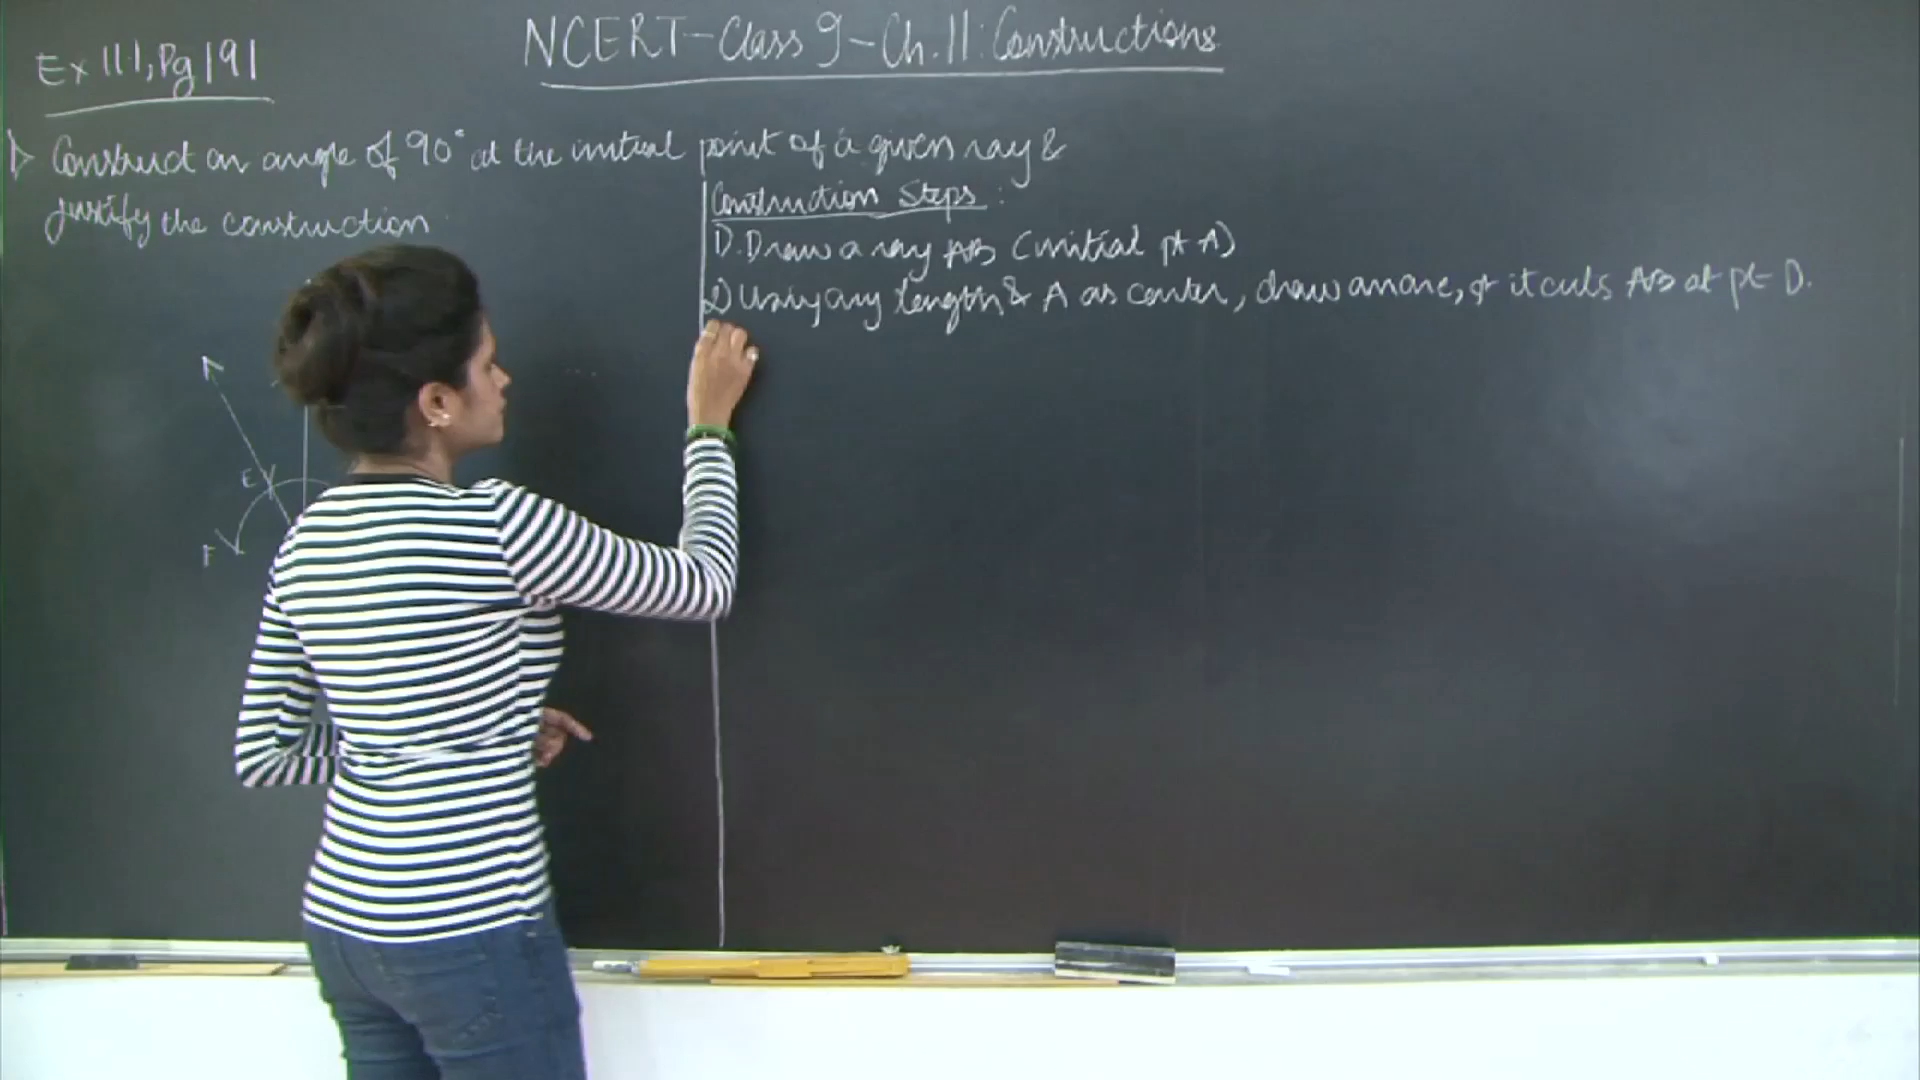 NCERT-Class 9-Ch.11:Constructions
Ex 11.1, Pg 191
1> Construct an angle of 90° at the initial point of a given ray &
justify the construction.
Construction Steps :
1). Draw a ray AB (initial pt A)
2) Using any length & A as center, draw an arc, & it cuts AB at pt D.
E
F